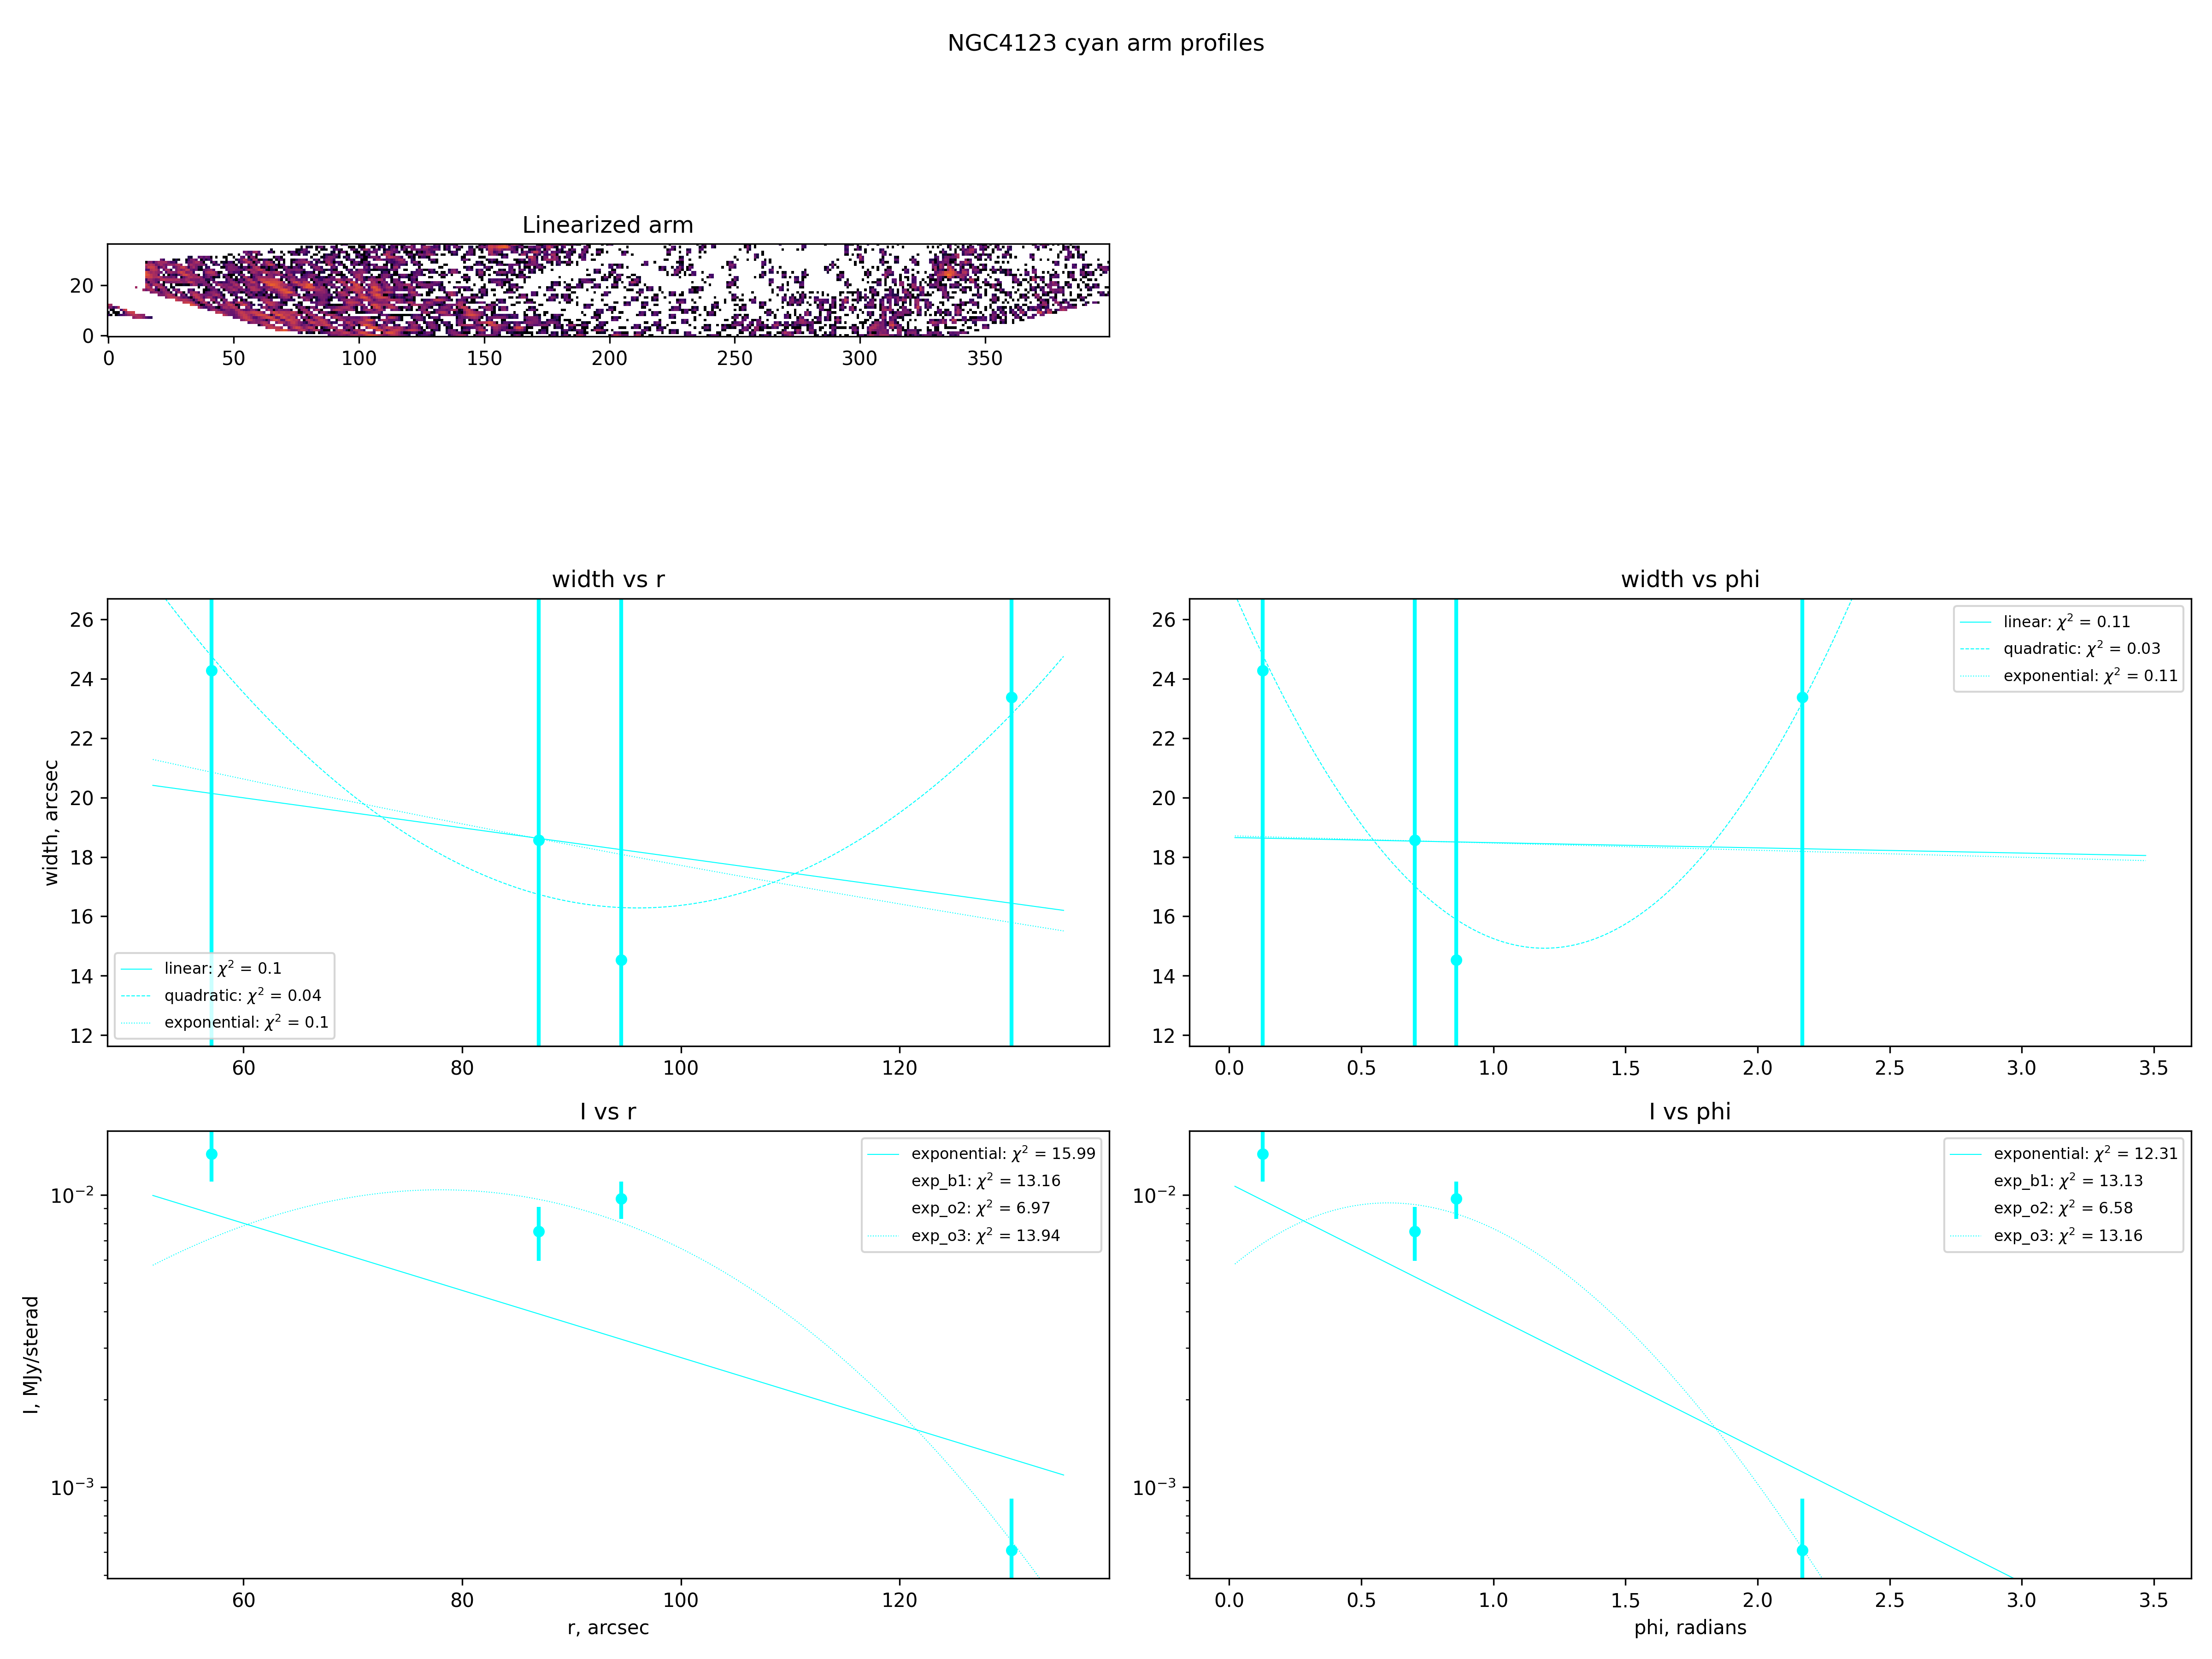 NGC4123 cyan arm profiles
Linearized arm
20
0
0 50 100 150 200 250 300 350
width vs r
width, arcsec
26
24
22
20
18
16
14
12
linear: χ² = 0.1
quadratic: χ² = 0.04
exponential: χ² = 0.1
60 80 100 120
width vs phi
26
24
22
20
18
16
14
12
linear: χ² = 0.11
quadratic: χ² = 0.03
exponential: χ² = 0.11
0.0 0.5 1.0 1.5 2.0 2.5 3.0 3.5
I vs r
I, MJy/sterad
10⁻²
10⁻³
exponential: χ² = 15.99
exp_b1: χ² = 13.16
exp_o2: χ² = 6.97
exp_o3: χ² = 13.94
60 80 100 120
r, arcsec
I vs phi
10⁻²
10⁻³
exponential: χ² = 12.31
exp_b1: χ² = 13.13
exp_o2: χ² = 6.58
exp_o3: χ² = 13.16
0.0 0.5 1.0 1.5 2.0 2.5 3.0 3.5
phi, radians